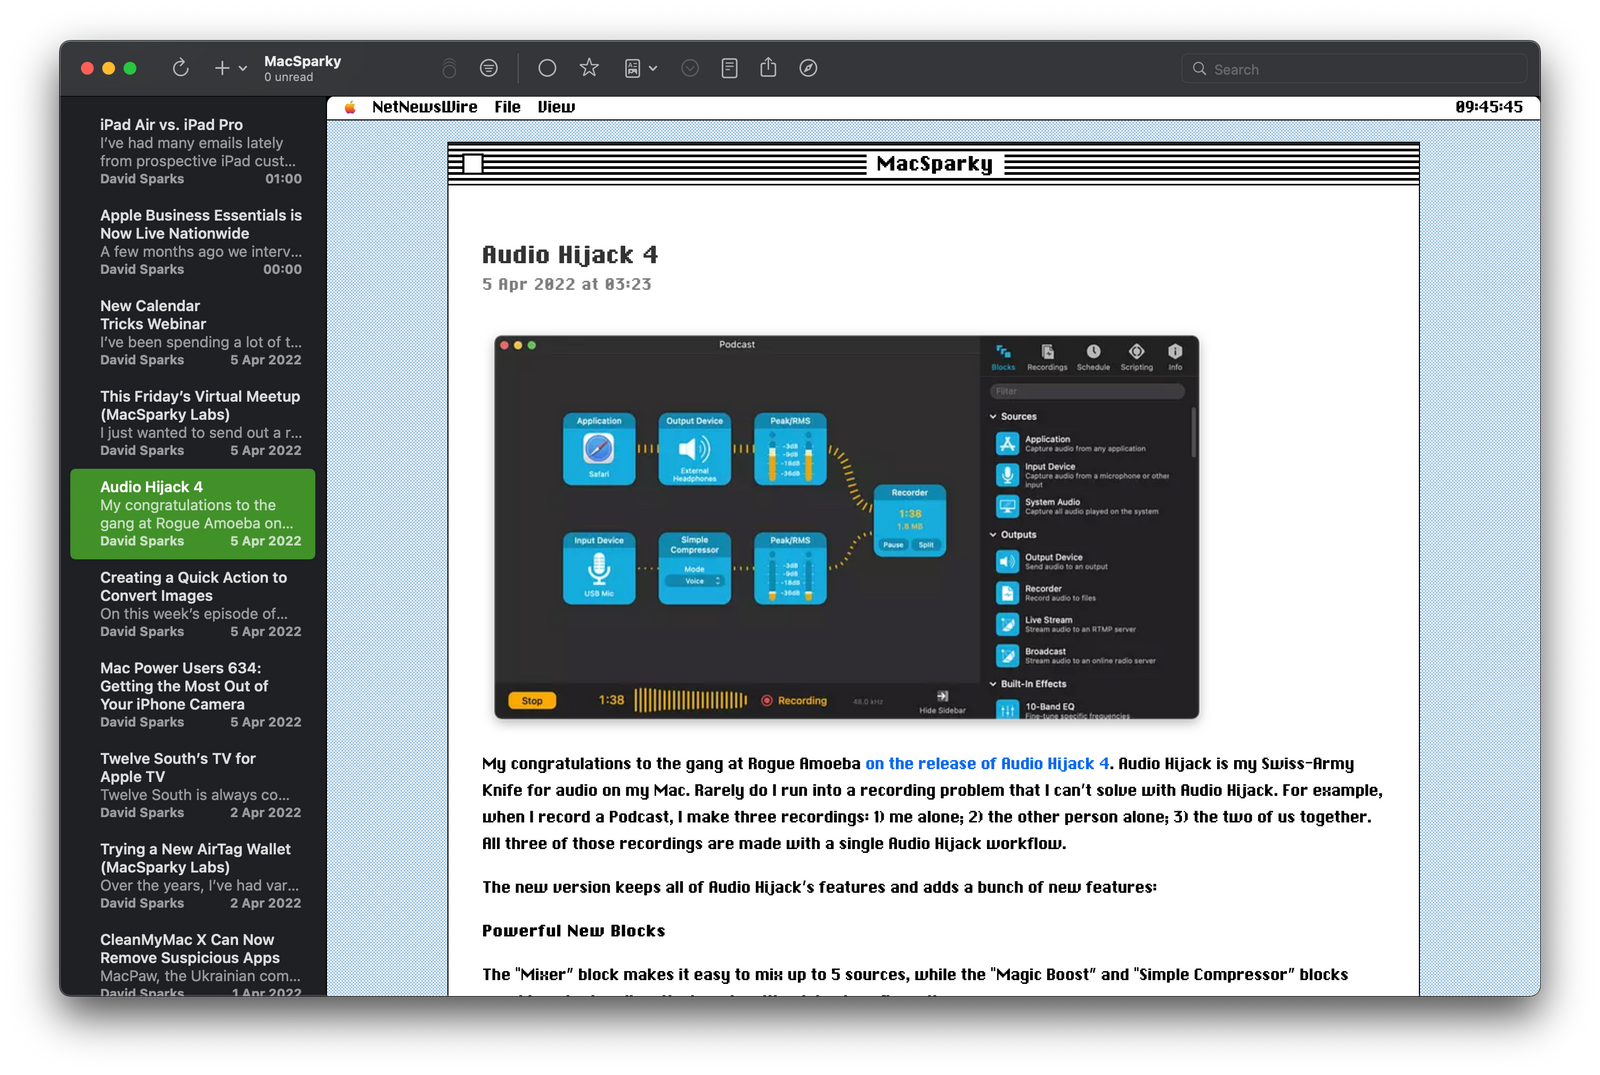 MacSparky
0 unread
Search
iPad Air vs. iPad Pro
I've had many emails lately
from prospective iPad cust...
David Sparks 01:00
Apple Business Essentials is
Now Live Nationwide
A few months ago we interv...
David Sparks 00:00
New Calendar
Tricks Webinar
I've been spending a lot of t...
David Sparks 5 Apr 2022
This Friday's Virtual Meetup
(MacSparky Labs)
I just wanted to send out a r...
David Sparks 5 Apr 2022
Audio Hijack 4
My congratulations to the
gang at Rogue Amoeba on...
David Sparks 5 Apr 2022
Creating a Quick Action to
Convert Images
On this week's episode of...
David Sparks 5 Apr 2022
Mac Power Users 634:
Getting the Most Out of
Your iPhone Camera
David Sparks 5 Apr 2022
Twelve South's TV for
Apple TV
Twelve South is always co...
David Sparks 2 Apr 2022
Trying a New AirTag Wallet
(MacSparky Labs)
Over the years, I've had var...
David Sparks 2 Apr 2022
CleanMyMac X Can Now
Remove Suspicious Apps
MacPaw, the Ukrainian com...
David Sparks 1 Apr 2022
NetNewsWire File View 09:45:45
MacSparky
Audio Hijack 4
5 Apr 2022 at 03:23
Podcast
Application
Safari
Output Device
External
Headphones
Peak/RMS
-3dB
-9dB
-18dB
-36dB
Recorder
1:38
1.8 MB
Pause Split
Input Device
USB Mic
Simple
Compressor
Mode
Voice
Peak/RMS
-3dB
-9dB
-18dB
-36dB
Stop 1:38 Recording 48.0 kHz Hide Sidebar
Blocks Recordings Schedule Scripting Info
Filter
Sources
Application
Capture audio from any application
Input Device
Capture audio from a microphone or other
input
System Audio
Capture all audio played on the system
Outputs
Output Device
Send audio to an output
Recorder
Record audio to files
Live Stream
Stream audio to an RTMP server
Broadcast
Stream audio to an online radio server
Built-In Effects
10-Band EQ
Fine-tune specific frequencies
My congratulations to the gang at Rogue Amoeba on the release of Audio Hijack 4. Audio Hijack is my Swiss-Army
Knife for audio on my Mac. Rarely do I run into a recording problem that I can't solve with Audio Hijack. For example,
when I record a Podcast, I make three recordings: 1) me alone; 2) the other person alone; 3) the two of us together.
All three of those recordings are made with a single Audio Hijack workflow.
The new version keeps all of Audio Hijack's features and adds a bunch of new features:
Powerful New Blocks
The "Mixer" block makes it easy to mix up to 5 sources, while the "Magic Boost" and "Simple Compressor" blocks